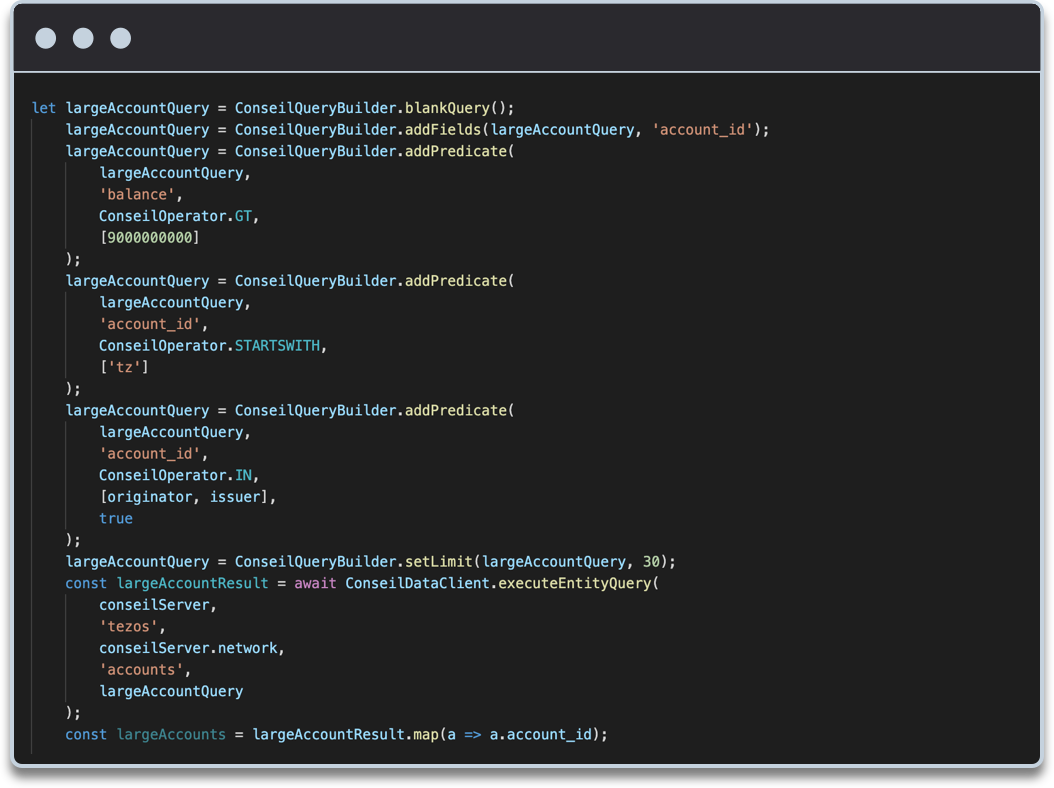 let largeAccountQuery = ConseilQueryBuilder.blankQuery();
largeAccountQuery = ConseilQueryBuilder.addFields(largeAccountQuery, 'account_id');
largeAccountQuery = ConseilQueryBuilder.addPredicate(
largeAccountQuery,
'balance',
ConseilOperator.GT,
[9000000000]
);
largeAccountQuery = ConseilQueryBuilder.addPredicate(
largeAccountQuery,
'account_id',
ConseilOperator.STARTSWITH,
['tz']
);
largeAccountQuery = ConseilQueryBuilder.addPredicate(
largeAccountQuery,
'account_id',
ConseilOperator.IN,
[originator, issuer],
true
);
largeAccountQuery = ConseilQueryBuilder.setLimit(largeAccountQuery, 30);
const largeAccountResult = await ConseilDataClient.executeEntityQuery(
conseilServer,
'tezos',
conseilServer.network,
'accounts',
largeAccountQuery
);
const largeAccounts = largeAccountResult.map(a => a.account_id);